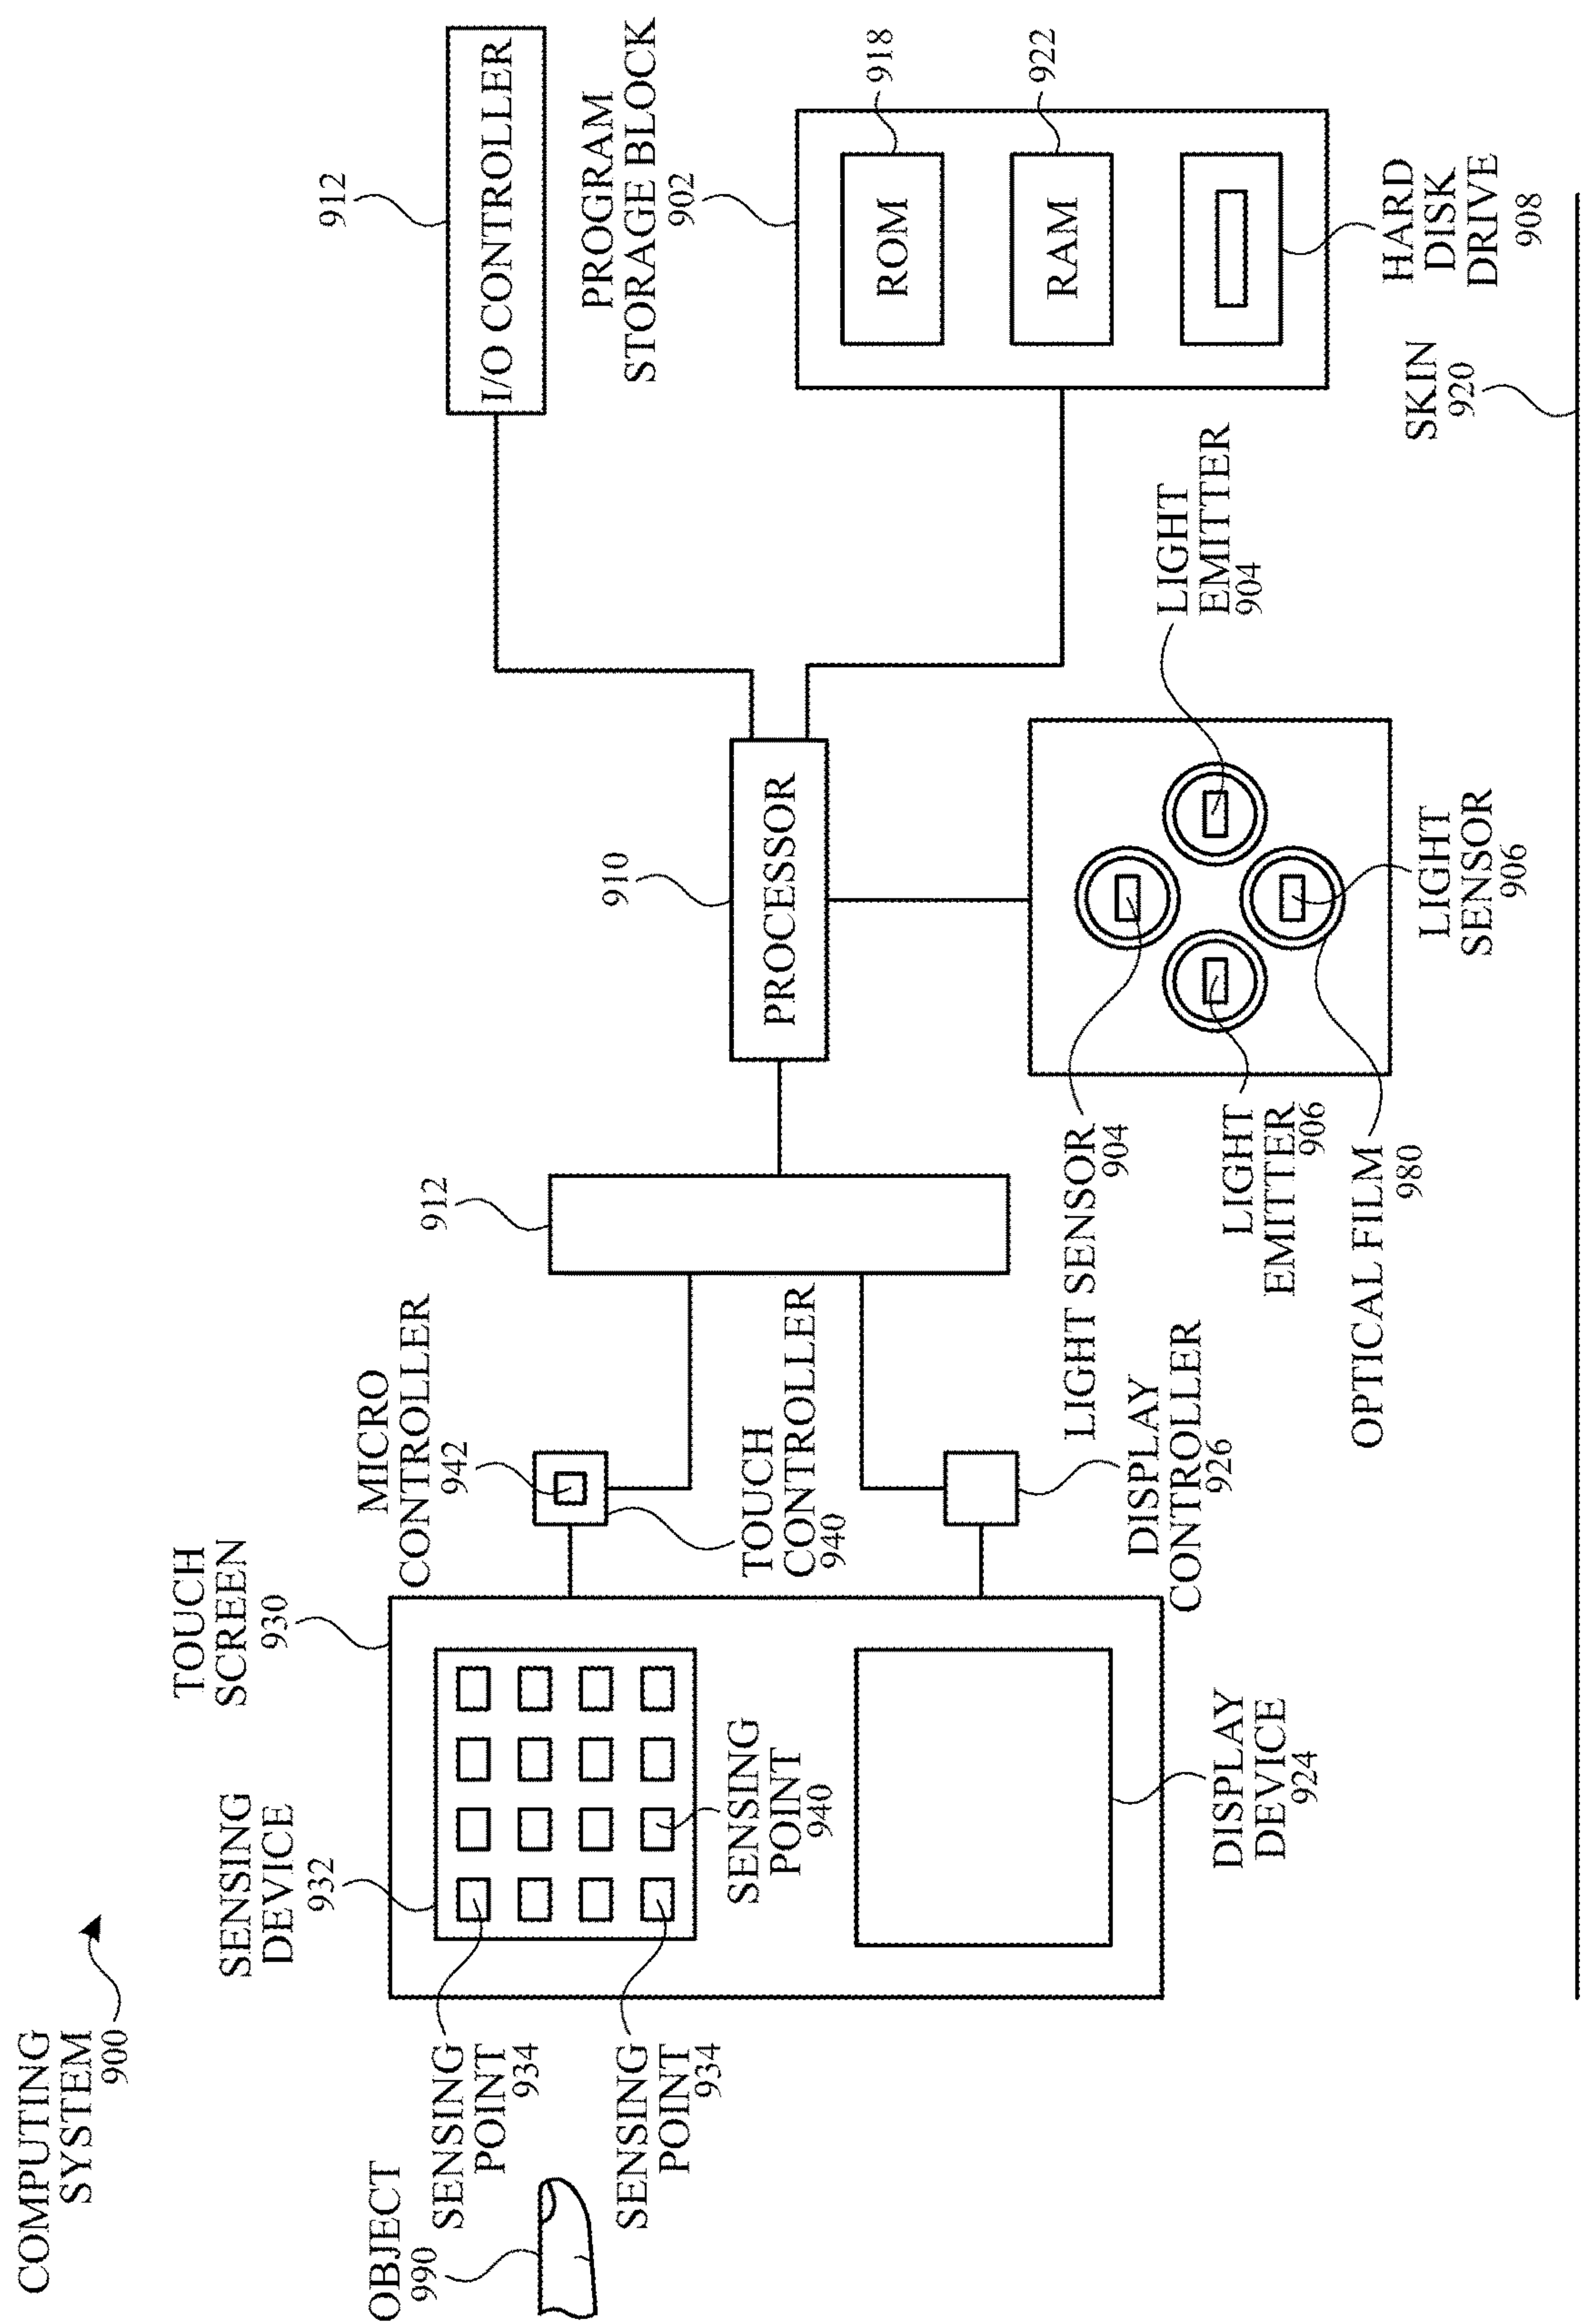 COMPUTING
SYSTEM
900
OBJECT
990
SENSING
POINT
934
SENSING
POINT
934
SENSING
DEVICE
932
TOUCH
SCREEN
930
SENSING
POINT
940
DISPLAY
DEVICE
924
MICRO
CONTROLLER
942
TOUCH
CONTROLLER
940
DISPLAY
CONTROLLER
926
912
910
PROCESSOR
LIGHT SENSOR
904
LIGHT
EMITTER
906
OPTICAL FILM
980
LIGHT
SENSOR
906
LIGHT
EMITTER
904
912
I/O CONTROLLER
PROGRAM
STORAGE BLOCK
902
ROM
918
RAM
922
HARD
DISK
DRIVE
908
SKIN
920